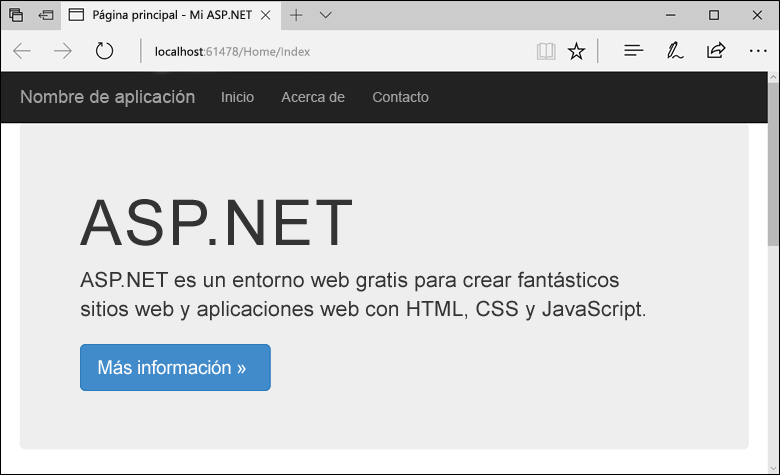 Página principal - Mi ASP.NET
localhost:61478/Home/Index
Nombre de aplicación Inicio Acerca de Contacto
ASP.NET
ASP.NET es un entorno web gratis para crear fantásticos
sitios web y aplicaciones web con HTML, CSS y JavaScript.
Más información »